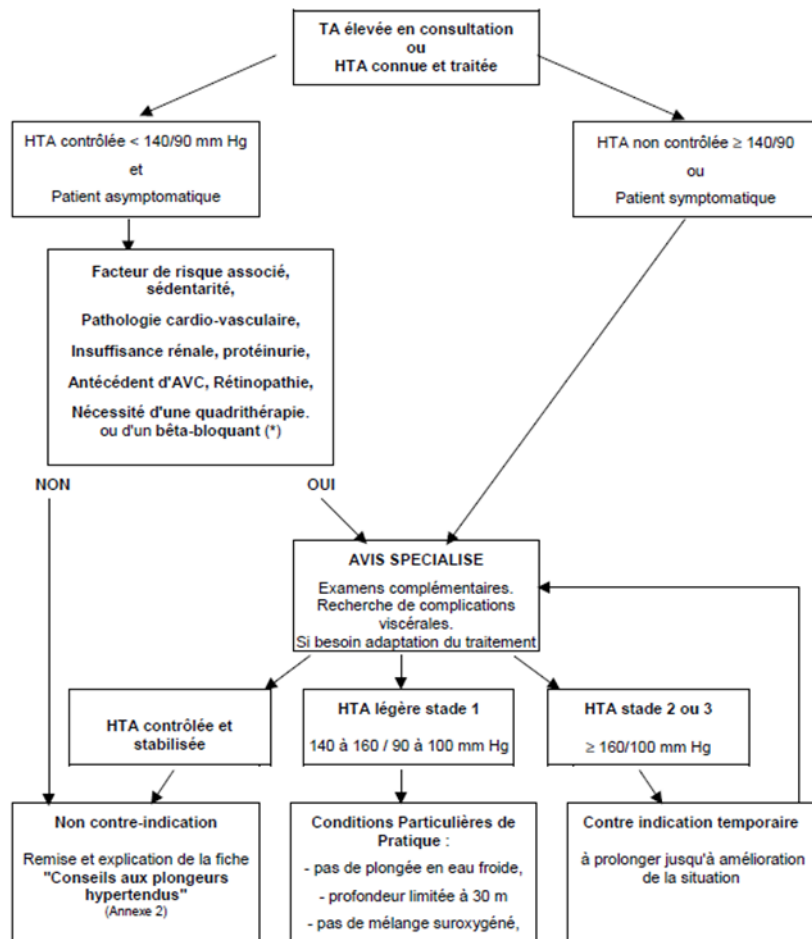 TA élevée en consultation
ou
HTA connue et traitée
HTA contrôlée < 140/90 mm Hg
et
Patient asymptomatique
HTA non contrôlée ≥ 140/90
ou
Patient symptomatique
Facteur de risque associé,
sédentarité,
Pathologie cardio-vasculaire,
Insuffisance rénale, protéinurie,
Antécédent d'AVC, Rétinopathie,
Nécessité d'une quadrithérapie.
ou d'un bêta-bloquant (*)
NON
OUI
AVIS SPECIALISE
Examens complémentaires.
Recherche de complications
viscérales.
Si besoin adaptation du traitement
HTA contrôlée et
stabilisée
HTA légère stade 1
140 à 160 / 90 à 100 mm Hg
HTA stade 2 ou 3
≥ 160/100 mm Hg
Non contre-indication
Remise et explication de la fiche
"Conseils aux plongeurs
hypertendus"
(Annexe 2)
Conditions Particulières de
Pratique :
- pas de plongée en eau froide,
- profondeur limitée à 30 m
- pas de mélange suroxygéné,
Contre indication temporaire
à prolonger jusqu'à amélioration
de la situation